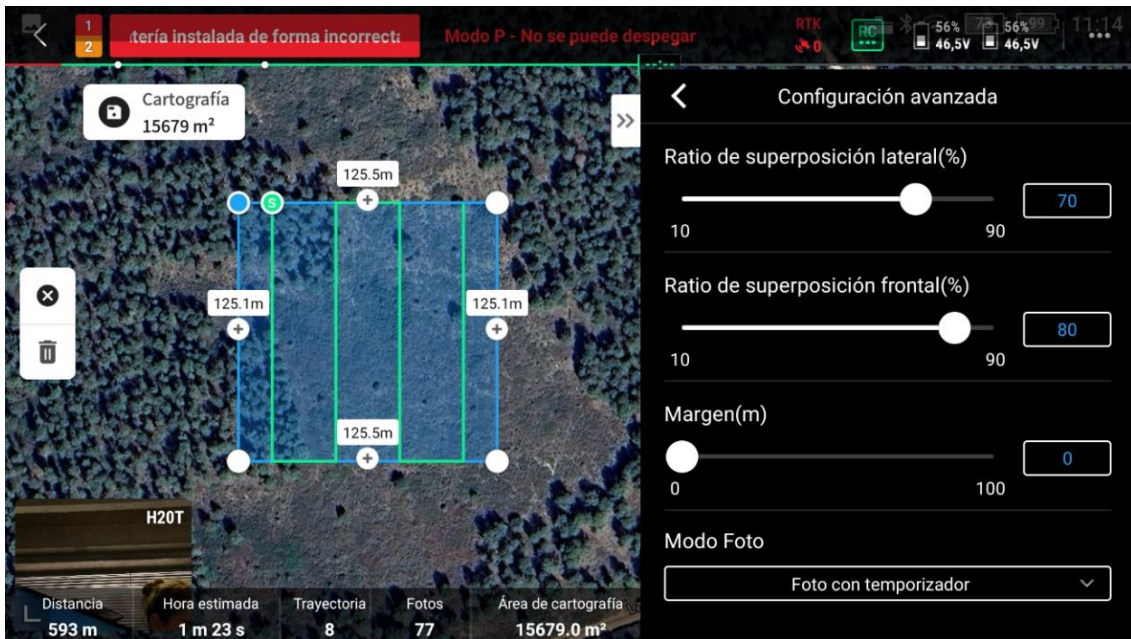 1
2
tería instalada de forma incorrecta
Modo P - No se puede despegar
RTK
0
RC
56%
46,5V
56%
46,5V
11:14
Cartografía
15679 m²
125.5m
125.1m
125.1m
125.5m
H20T
Distancia
593 m
Hora estimada
1 m 23 s
Trayectoria
8
Fotos
77
Área de cartografía
15679.0 m²
Configuración avanzada
Ratio de superposición lateral(%)
70
10
90
Ratio de superposición frontal(%)
80
10
90
Margen(m)
0
0
100
Modo Foto
Foto con temporizador